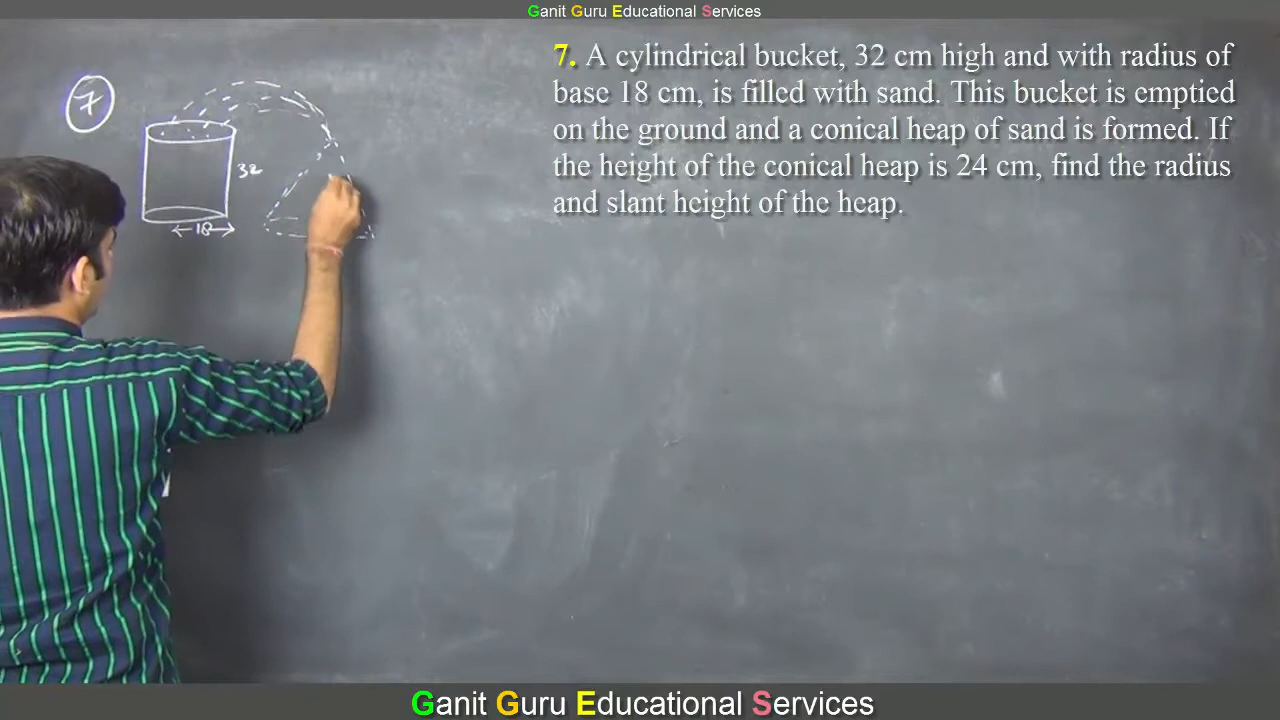 Ganit Guru Educational Services
7. A cylindrical bucket, 32 cm high and with radius of
base 18 cm, is filled with sand. This bucket is emptied
on the ground and a conical heap of sand is formed. If
the height of the conical heap is 24 cm, find the radius
and slant height of the heap.
7
32
18
Ganit Guru Educational Services